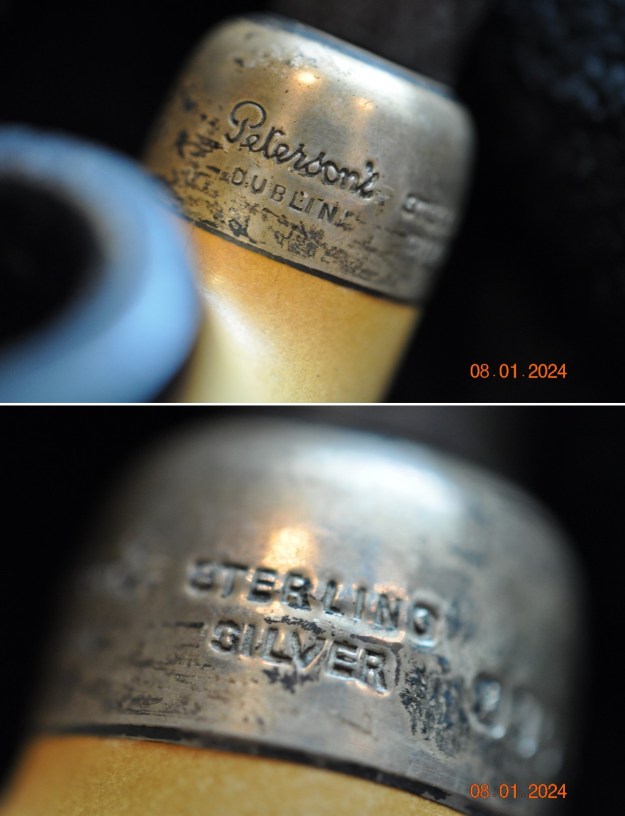 Peterson's
DUBLIN
08.01.2024
STERLING
SILVER
08.01.2024